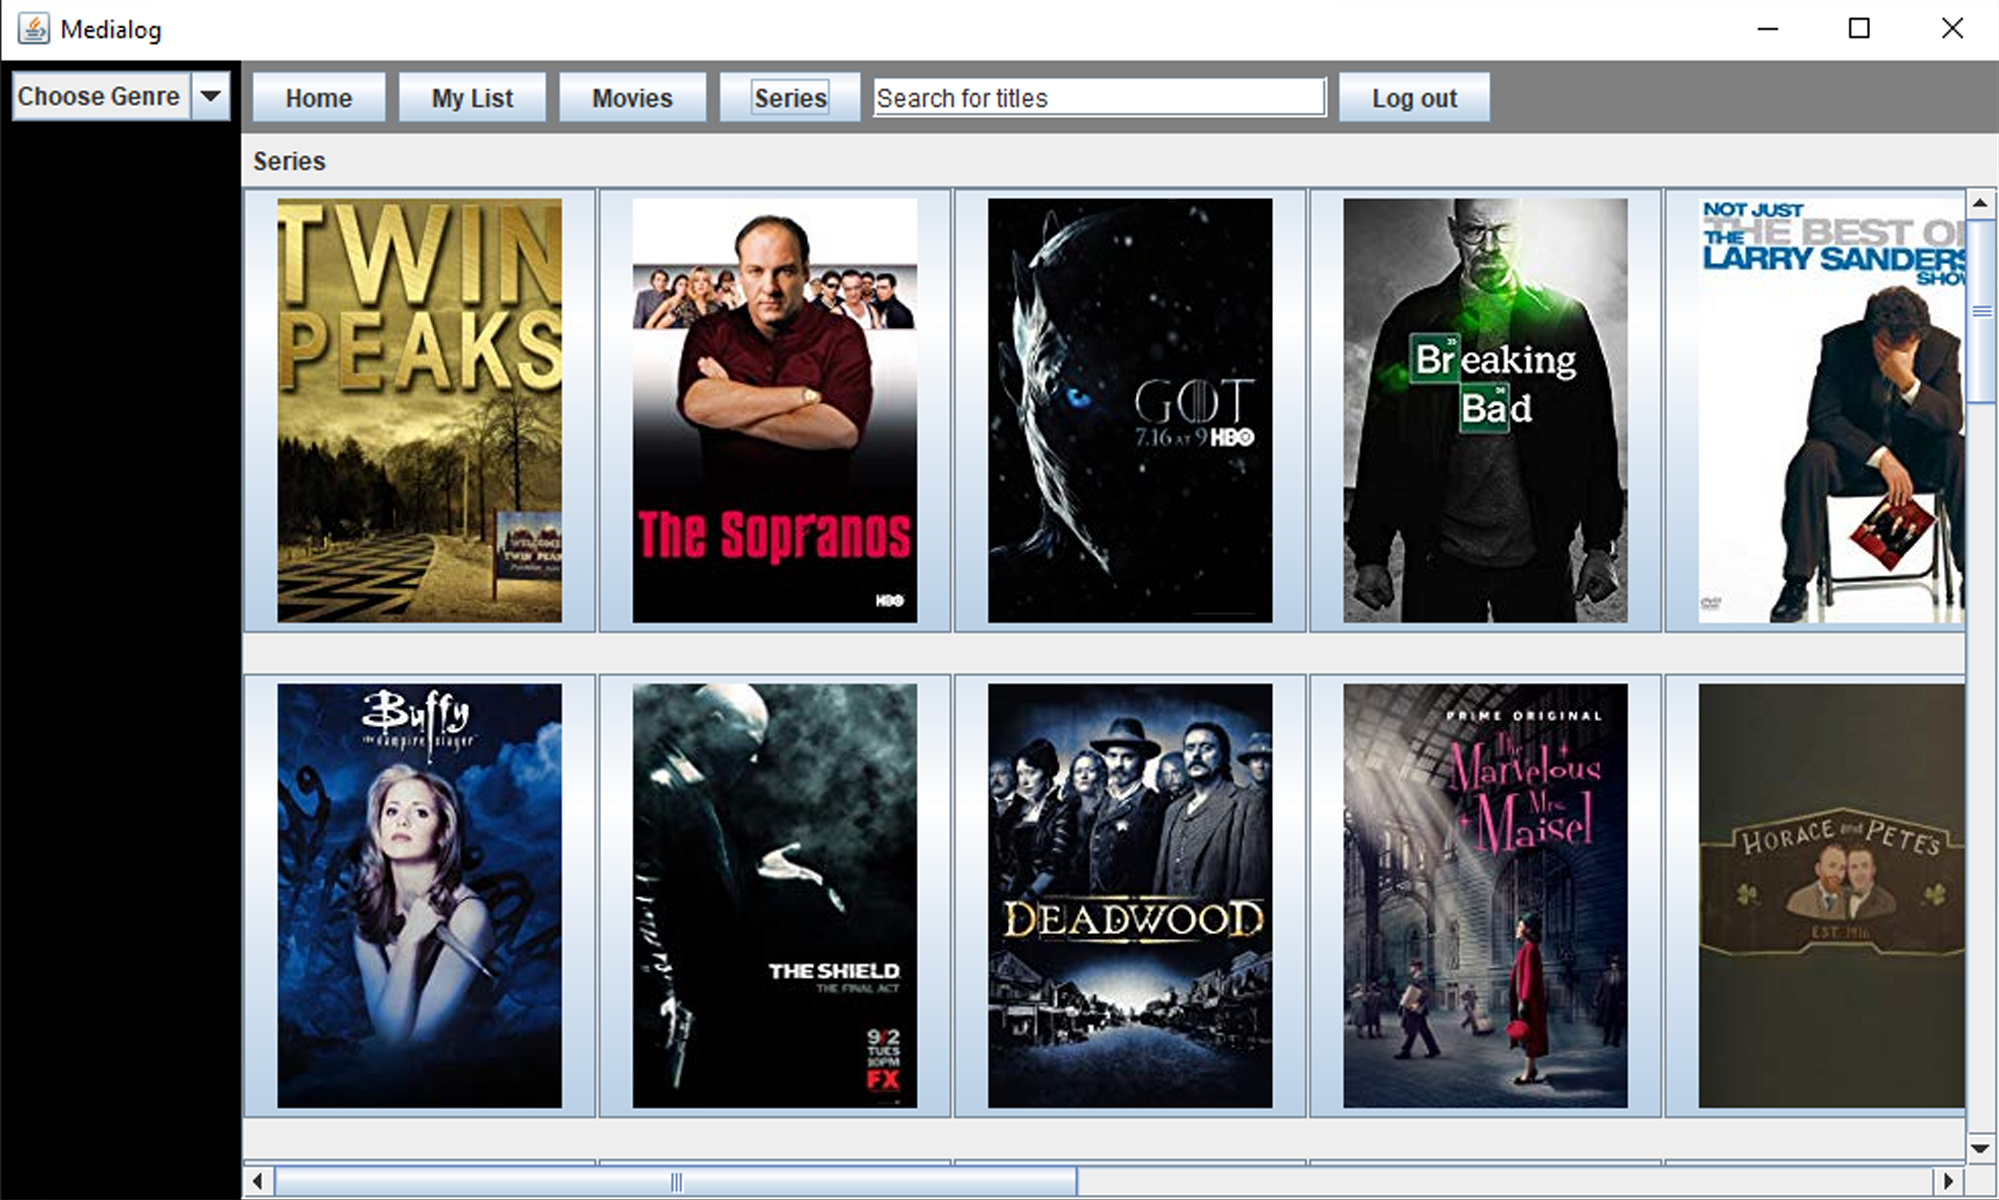 Medialog
Choose Genre
Home
My List
Movies
Series
Search for titles
Log out
Series
TWIN
PEAKS
WELCOME
TWIN PEAK
The Sopranos
HBO
GOT
7.16 AT 9 HBO
Breaking
Bad
NOT JUST
THE BEST OF
THE
LARRY SANDERS
SHOW
Buffy
the vampire slayer
THE SHIELD
THE FINAL ACT
9/2
TUES
10PM
FX
DEADWOOD
PRIME ORIGINAL
The
Marvelous
Mrs.
Maisel
HORACE and PETE'S
EST. 1916